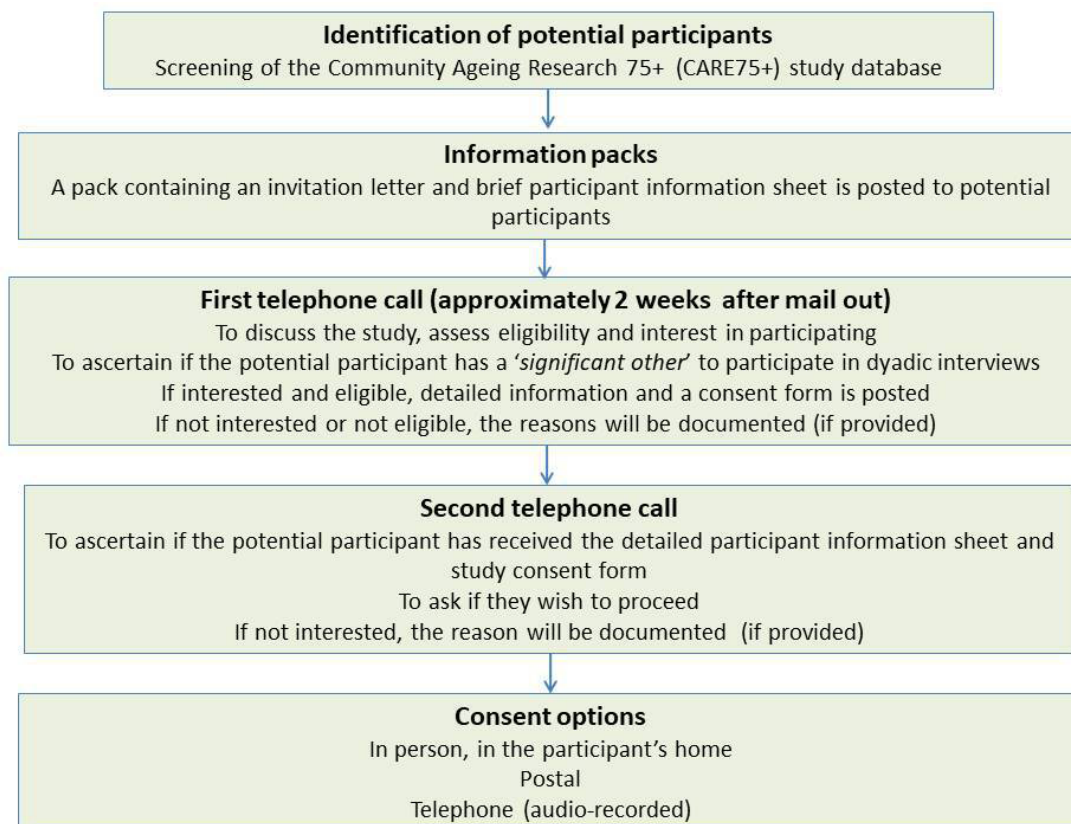 Identification of potential participants
Screening of the Community Ageing Research 75+ (CARE75+) study database
Information packs
A pack containing an invitation letter and brief participant information sheet is posted to potential
participants
First telephone call (approximately 2 weeks after mail out)
To discuss the study, assess eligibility and interest in participating
To ascertain if the potential participant has a ‘significant other’ to participate in dyadic interviews
If interested and eligible, detailed information and a consent form is posted
If not interested or not eligible, the reasons will be documented (if provided)
Second telephone call
To ascertain if the potential participant has received the detailed participant information sheet and
study consent form
To ask if they wish to proceed
If not interested, the reason will be documented (if provided)
Consent options
In person, in the participant’s home
Postal
Telephone (audio-recorded)